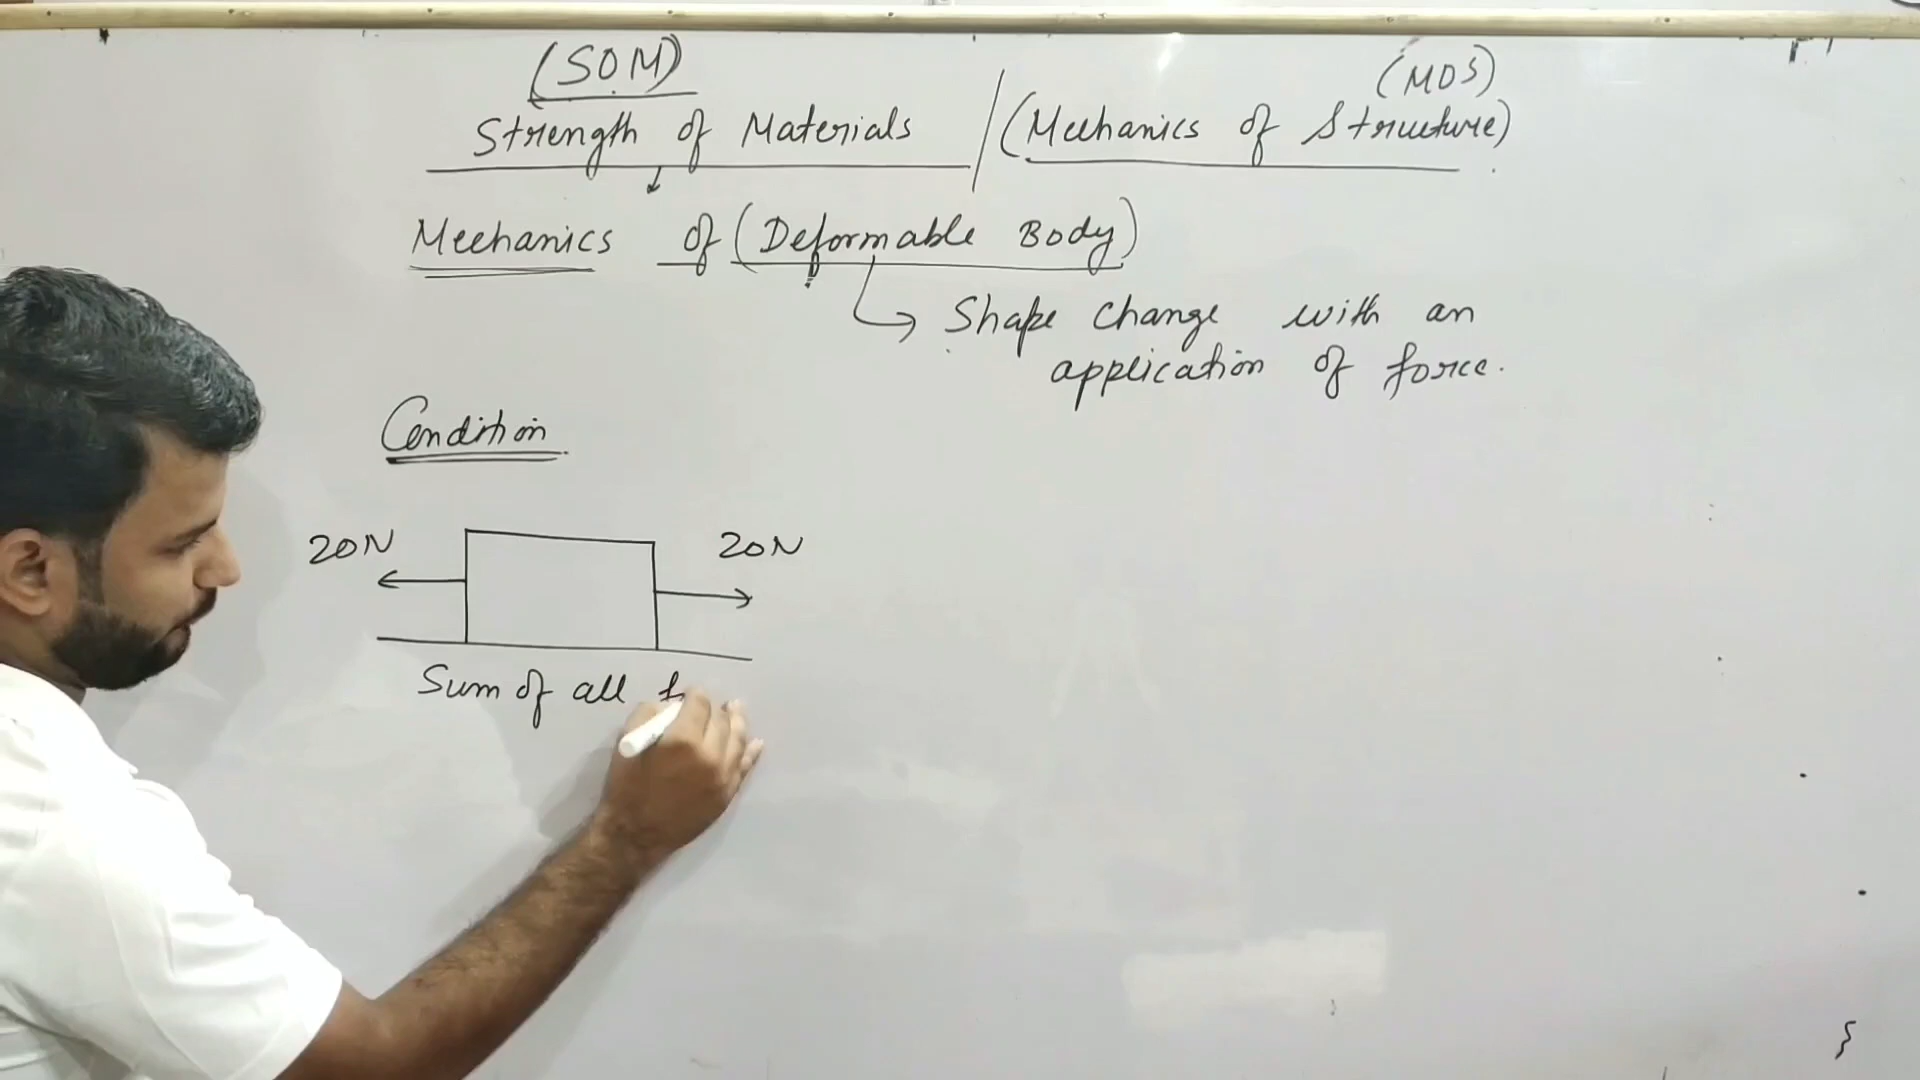 (SOM) (MOS)
Strength of Materials / (Mechanics of Structure)
Mechanics of (Deformable Body)
Shape change with an
application of force.
Condition
20N 20N
Sum of all f